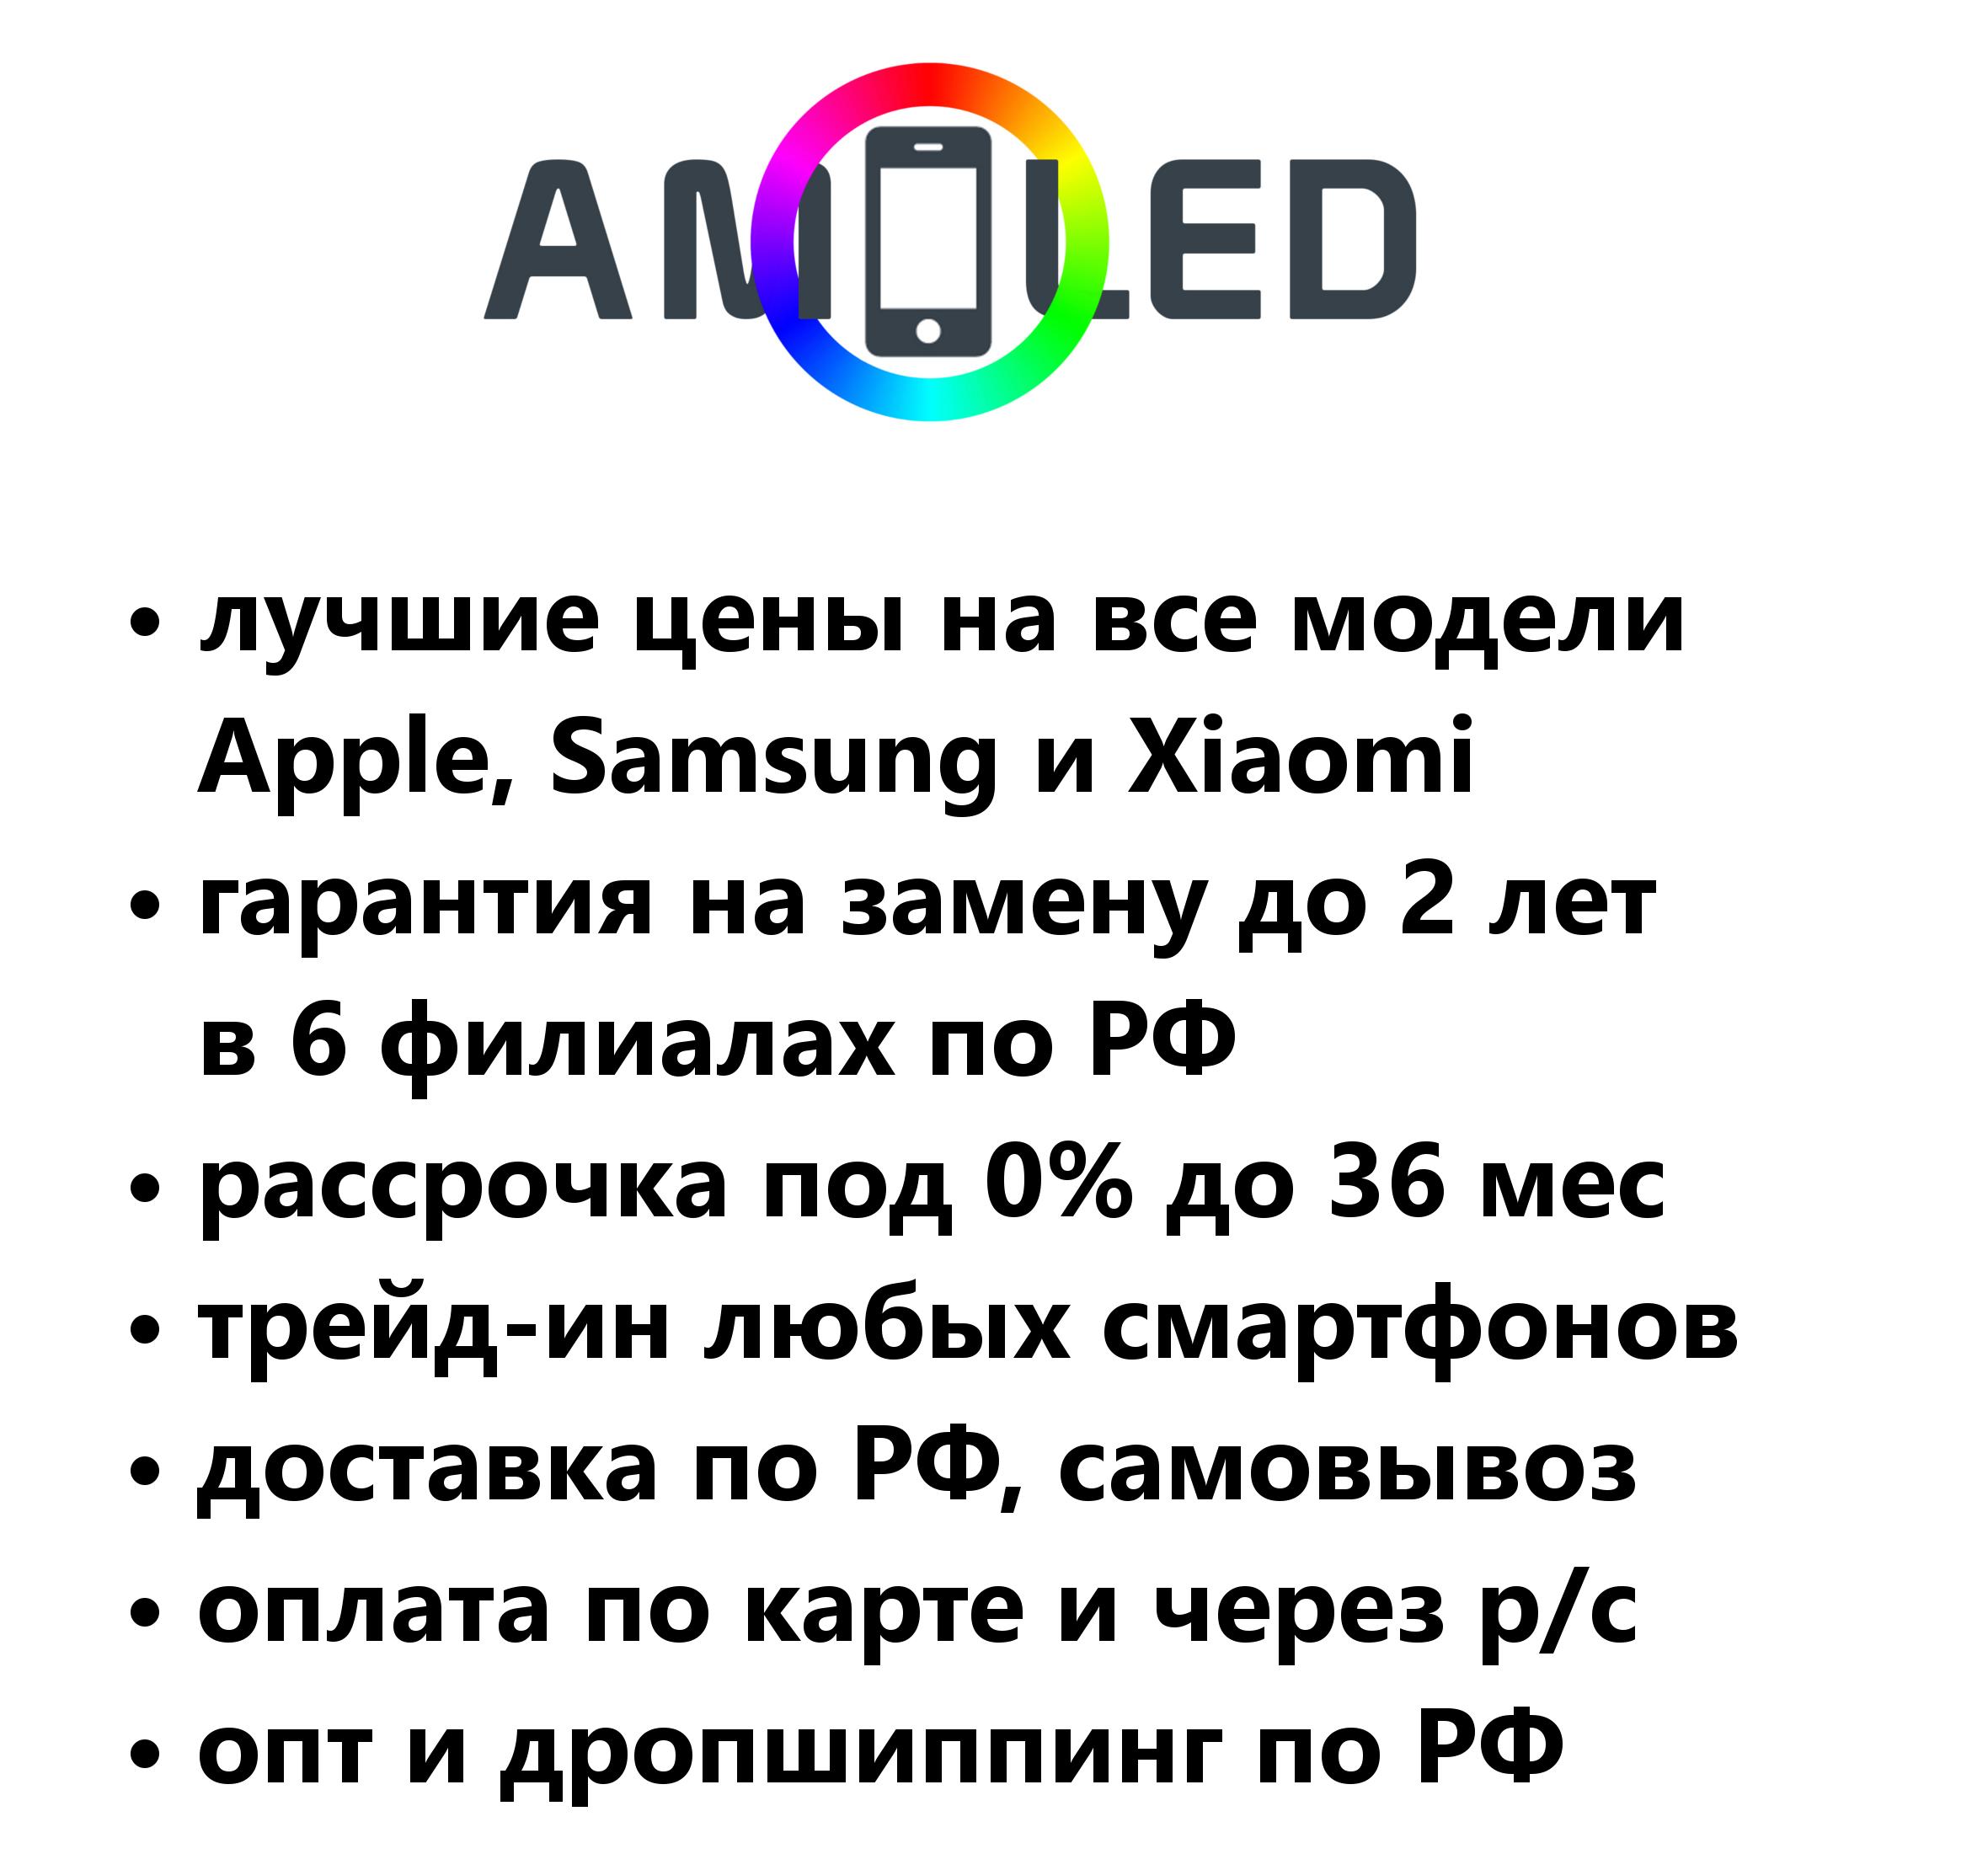 AMOLED
• лучшие цены на все модели
Apple, Samsung и Xiaomi
• гарантия на замену до 2 лет
в 6 филиалах по РФ
• рассрочка под 0% до 36 мес
• трейд-ин любых смартфонов
• доставка по РФ, самовывоз
• оплата по карте и через р/с
• опт и дропшиппинг по РФ